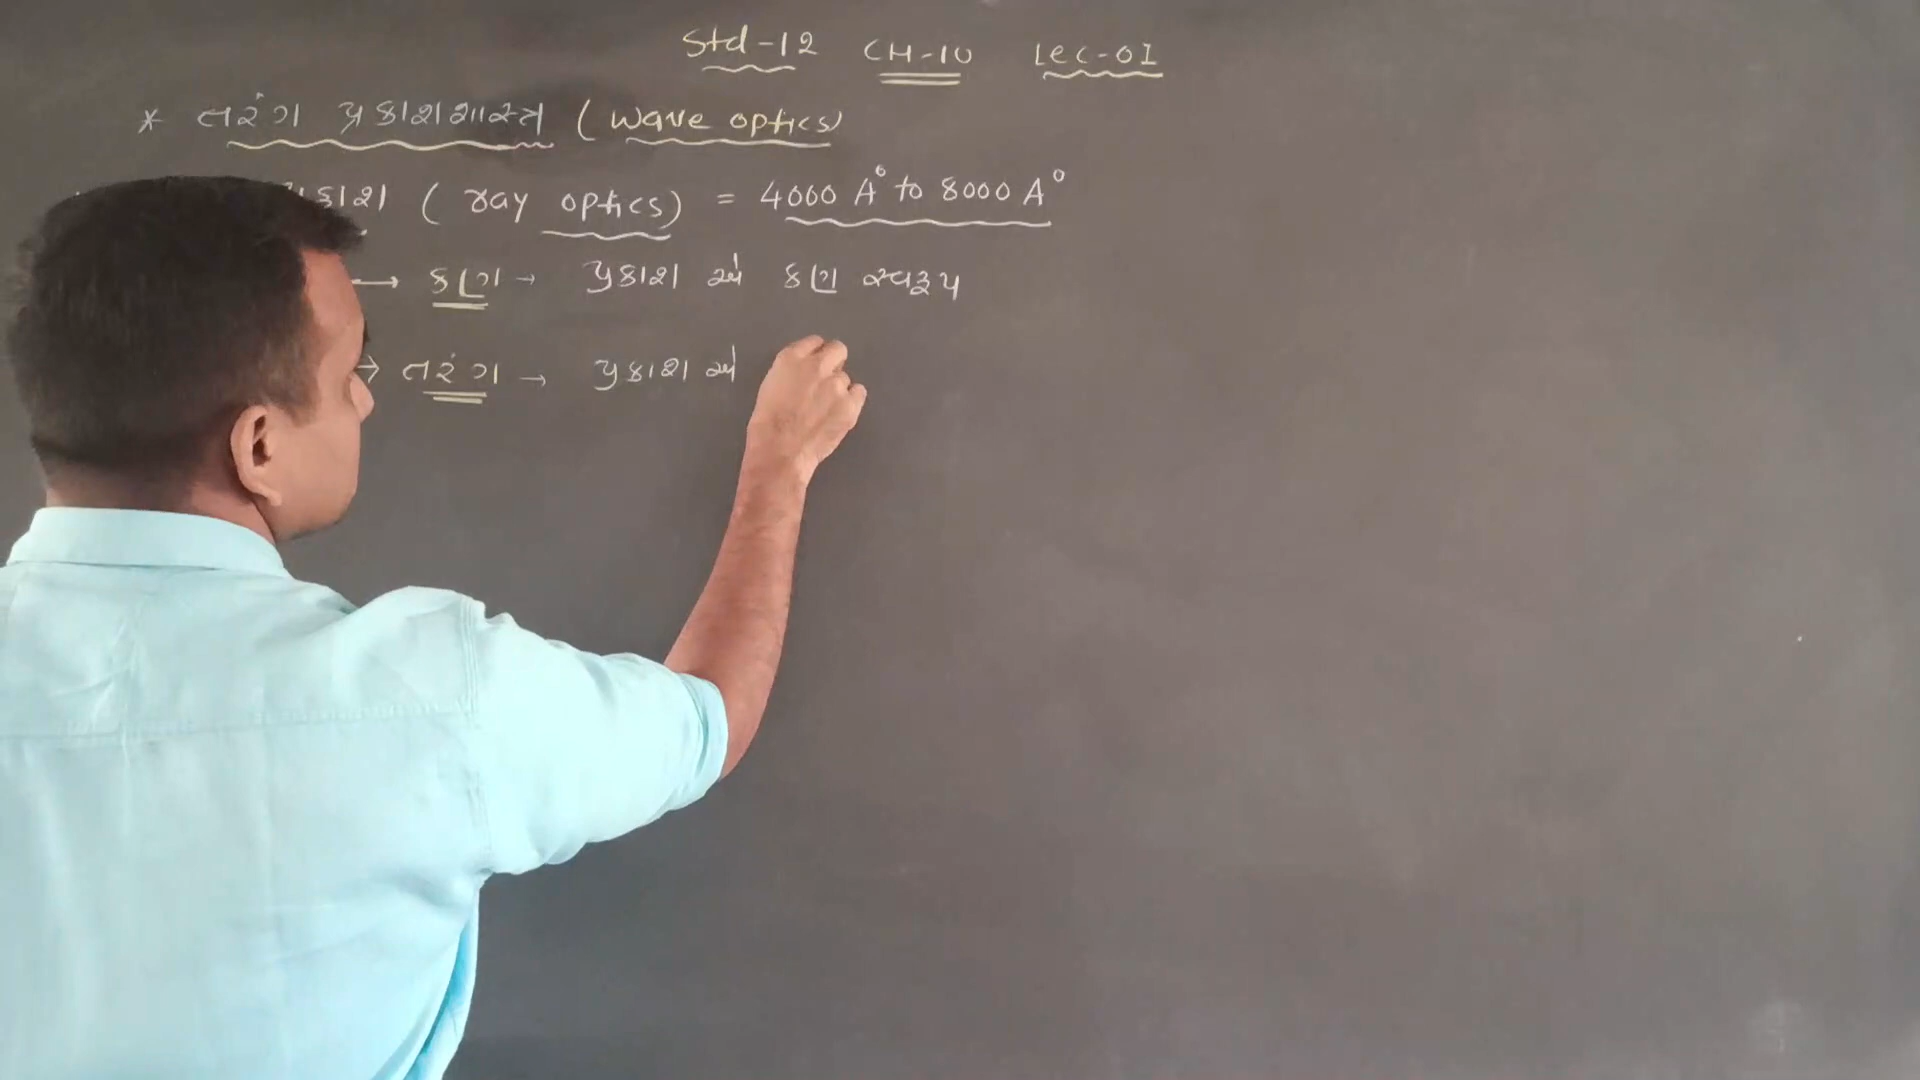 Std-12 CH-10 Lec-01
* તરંગ પ્રકાશશાસ્ત્ર (Wave optics)
(ray optics) = 4000 A° to 8000 A°
→ કણ → પ્રકાશ એ કણ સ્વરૂપ
→ તરંગ → પ્રકાશ એ